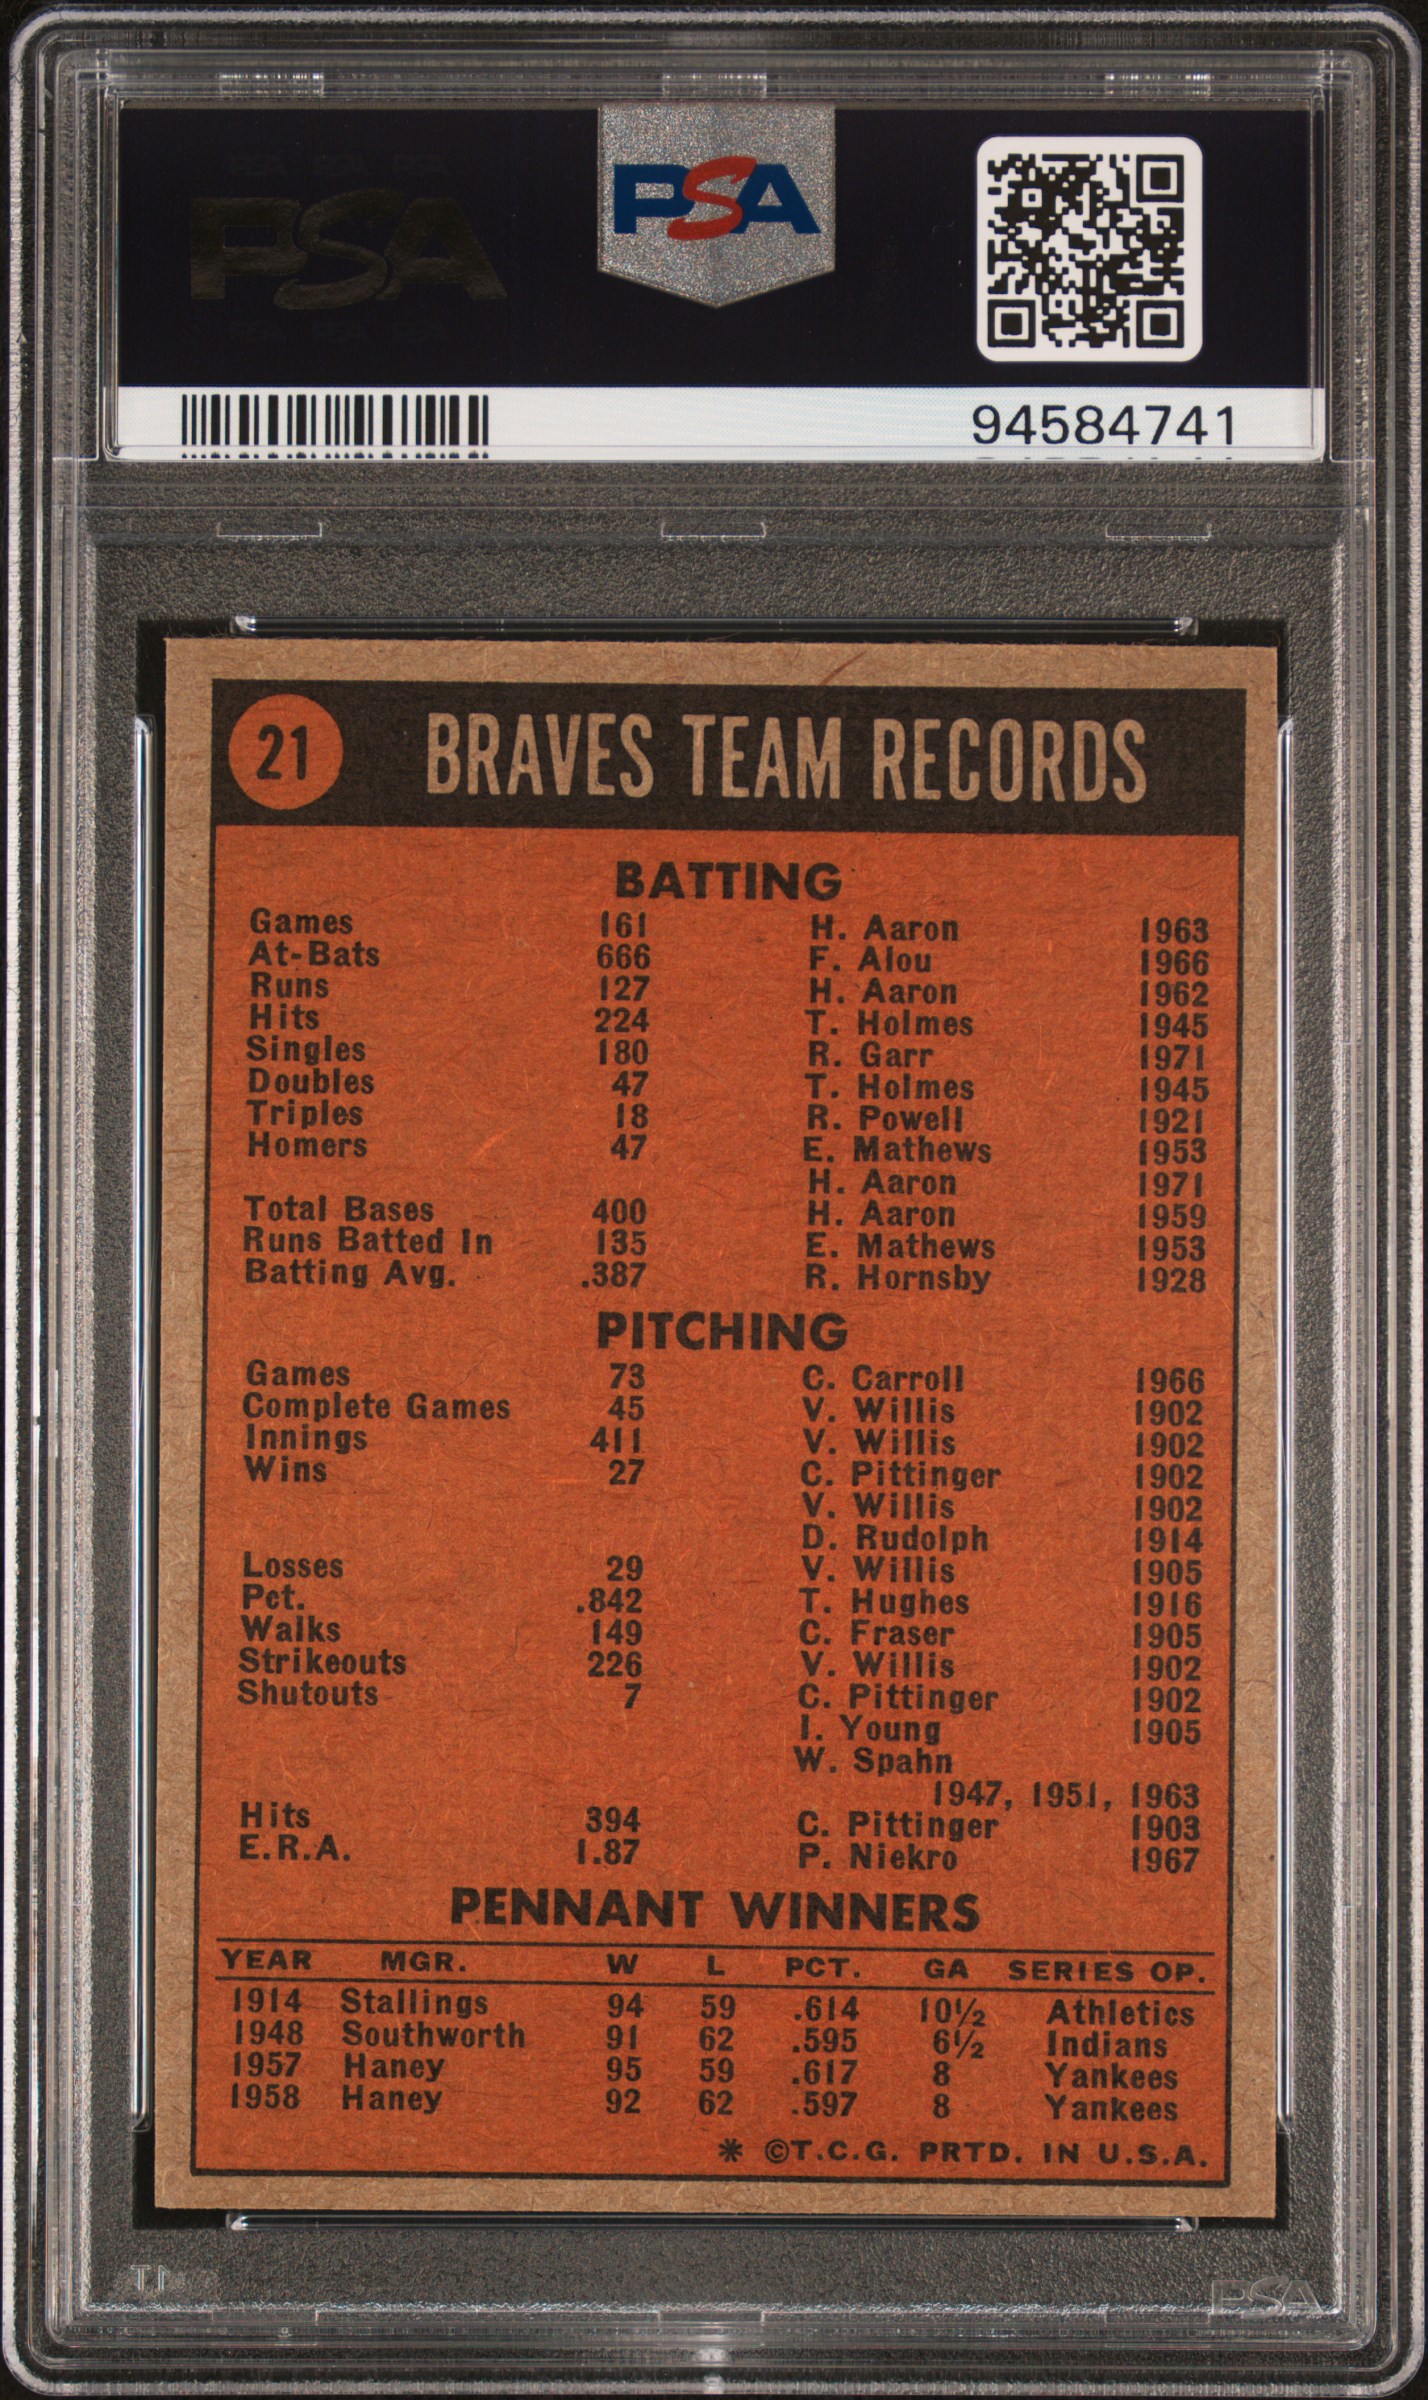 PSA
PSA
94584741
21 BRAVES TEAM RECORDS
BATTING
Games 161 H. Aaron 1963
At-Bats 666 F. Alou 1966
Runs 127 H. Aaron 1962
Hits 224 T. Holmes 1945
Singles 180 R. Garr 1971
Doubles 47 T. Holmes 1945
Triples 18 R. Powell 1921
Homers 47 E. Mathews 1953
H. Aaron 1971
Total Bases 400 H. Aaron 1959
Runs Batted In 135 E. Mathews 1953
Batting Avg. .387 R. Hornsby 1928
PITCHING
Games 73 C. Carroll 1966
Complete Games 45 V. Willis 1902
Innings 411 V. Willis 1902
Wins 27 C. Pittinger 1902
V. Willis 1902
D. Rudolph 1914
Losses 29 V. Willis 1905
Pct. .842 T. Hughes 1916
Walks 149 C. Fraser 1905
Strikeouts 226 V. Willis 1902
Shutouts 7 C. Pittinger 1902
I. Young 1905
W. Spahn
1947, 1951, 1963
Hits 394 C. Pittinger 1903
E.R.A. 1.87 P. Niekro 1967
PENNANT WINNERS
YEAR MGR. W L PCT. GA SERIES OP.
1914 Stallings 94 59 .614 10½ Athletics
1948 Southworth 91 62 .595 6½ Indians
1957 Haney 95 59 .617 8 Yankees
1958 Haney 92 62 .597 8 Yankees
* ©T.C.G. PRTD. IN U.S.A.
PSA